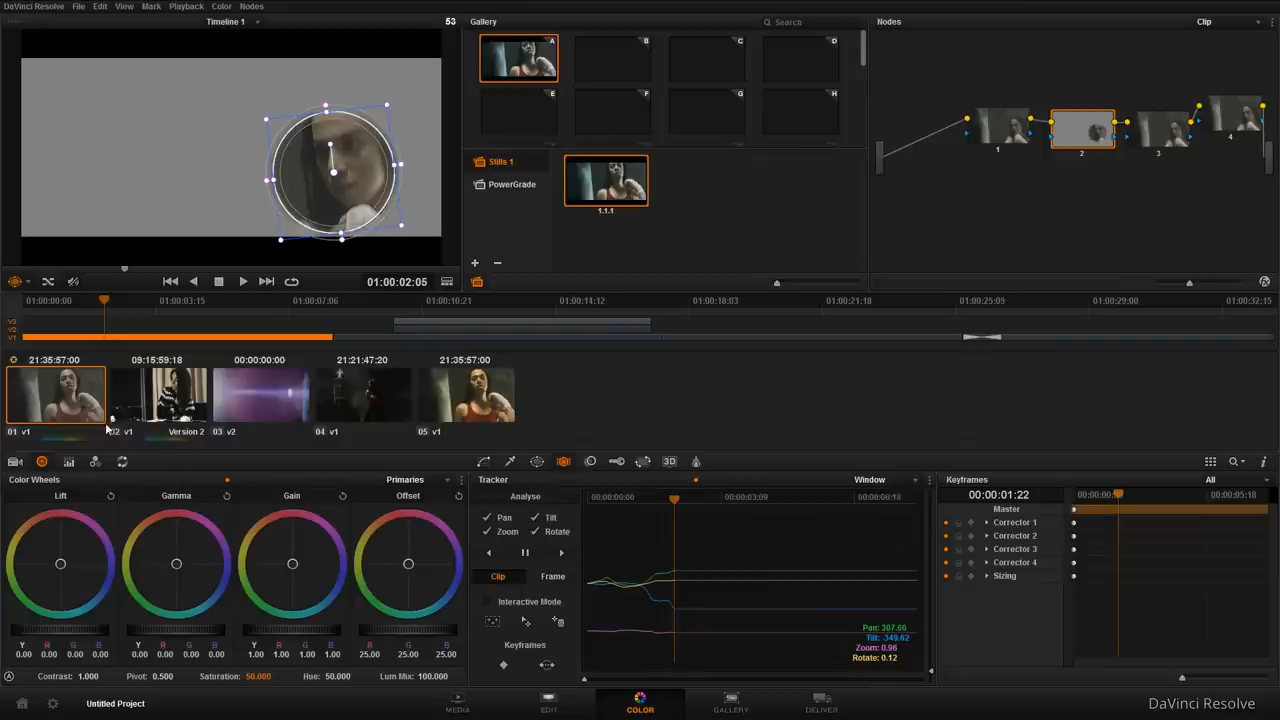 DaVinci Resolve File Edit View Mark Playback Color Nodes
Timeline 1 53 Gallery Search Nodes Clip
A B C D
E F G H
1 2 3 4
Stills 1
PowerGrade
1.1.1
01:00:02:05
01:00:00:00 01:00:03:15 01:00:07:06 01:00:10:21 01:00:14:12 01:00:18:03 01:00:21:18 01:00:25:09 01:00:29:00 01:00:32:15
V3
V2
V1
21:35:57:00 09:15:59:18 00:00:00:00 21:21:47:20 21:35:57:00
01 v1 02 v1 Version 2 03 v2 04 v1 05 v1
3D
Color Wheels Primaries Tracker Window Keyframes All
Lift Gamma Gain Offset Analyse 00:00:00:00 00:00:03:09 00:00:06:18 00:00:01:22 00:00:05:18
Master
Pan Tilt Corrector 1
Zoom Rotate Corrector 2
Corrector 3
Corrector 4
Clip Frame Sizing
Interactive Mode
Keyframes
Pan: 307.66
Tilt: -349.62
Zoom: 0.96
Rotate: 0.12
Y R G B Y R G B Y R G B R G B
0.00 0.00 0.00 0.00 0.00 0.00 0.00 0.00 1.00 1.00 1.00 1.00 25.00 25.00 25.00
A Contrast: 1.000 Pivot: 0.500 Saturation: 50.000 Hue: 50.000 Lum Mix: 100.000
Untitled Project MEDIA EDIT COLOR GALLERY DELIVER DaVinci Resolve